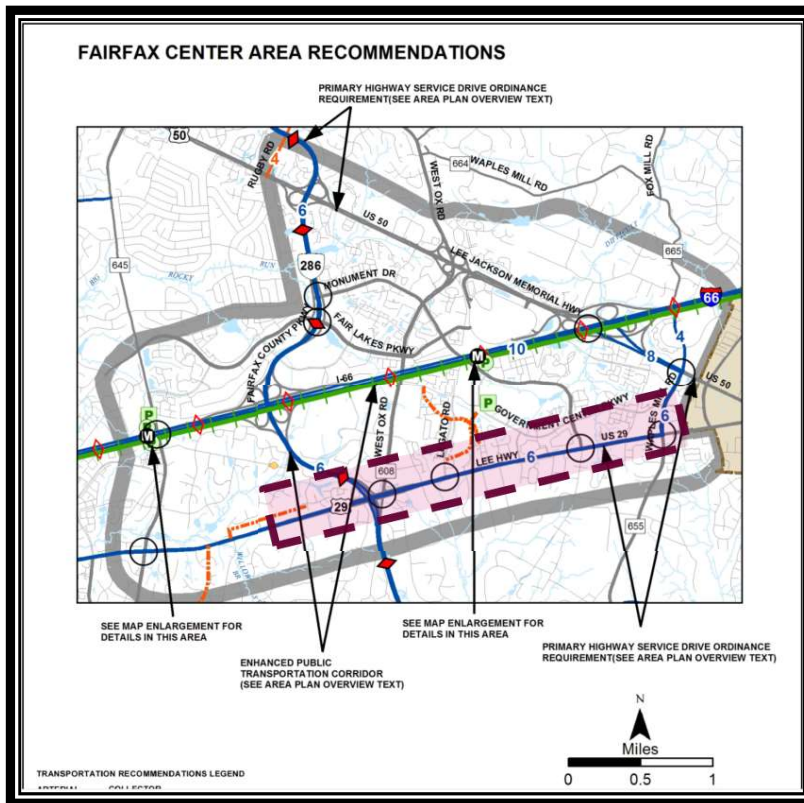 FAIRFAX CENTER AREA RECOMMENDATIONS
PRIMARY HIGHWAY SERVICE DRIVE ORDINANCE
REQUIREMENT(SEE AREA PLAN OVERVIEW TEXT)
50
RUGBY RD
4
WEST OX RD
664
WAPLES MILL RD
FOX MILL RD
6
US 50
645
ROCKY
RUN
286
MONUMENT DR
LEE JACKSON MEMORIAL HWY
665
66
FAIRFAX COUNTY PKWY
FAIR LAKES PKWY
M
P
10
8
4
US 50
I-66
P
M
WEST OX RD
LEGATO RD
P
GOVERNMENT CENTER PKWY
WAPLES MILL RD
6
US 29
6
608
LEE HWY
6
29
655
SEE MAP ENLARGEMENT FOR
DETAILS IN THIS AREA
SEE MAP ENLARGEMENT FOR
DETAILS IN THIS AREA
ENHANCED PUBLIC
TRANSPORTATION CORRIDOR
(SEE AREA PLAN OVERVIEW TEXT)
PRIMARY HIGHWAY SERVICE DRIVE ORDINANCE
REQUIREMENT(SEE AREA PLAN OVERVIEW TEXT)
N
Miles
0 0.5 1
TRANSPORTATION RECOMMENDATIONS LEGEND
ARTERIAL COLLECTOR